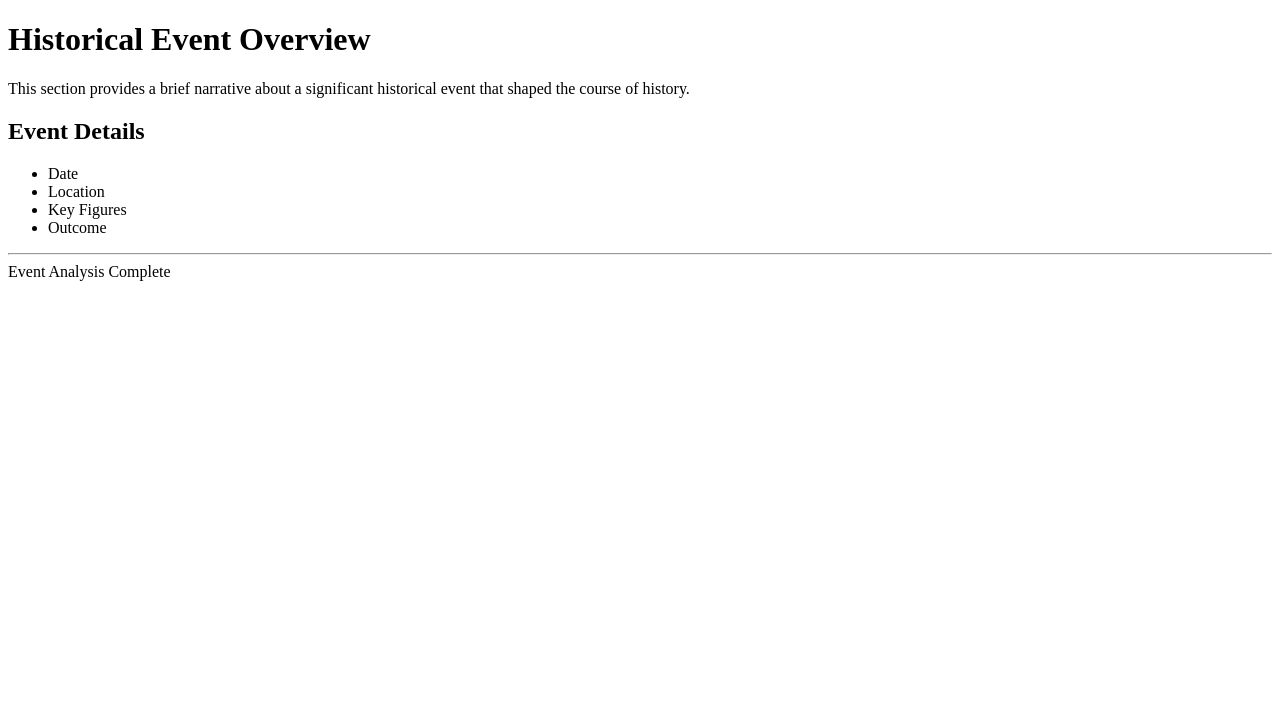 Historical Event Overview
This section provides a brief narrative about a significant historical event that shaped the course of history.
Event Details
Date
Location
Key Figures
Outcome
Event Analysis Complete